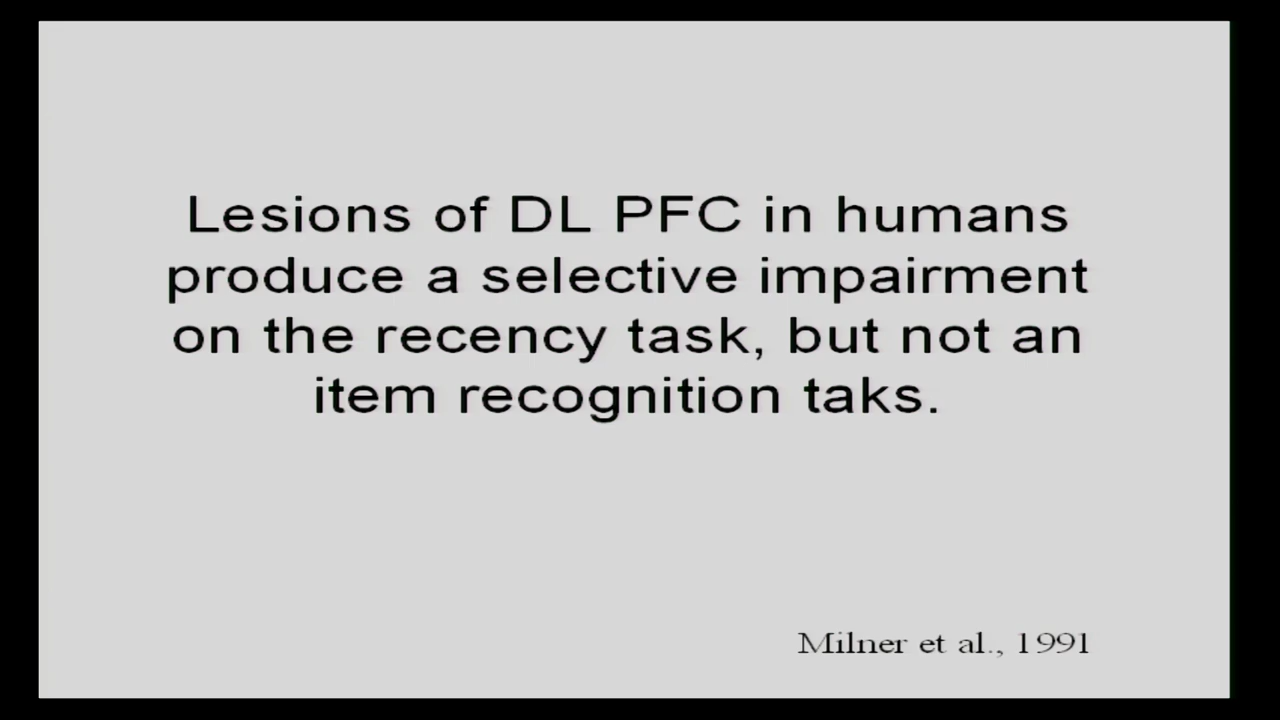 Lesions of DL PFC in humans
produce a selective impairment
on the recency task, but not an
item recognition taks.
Milner et al., 1991